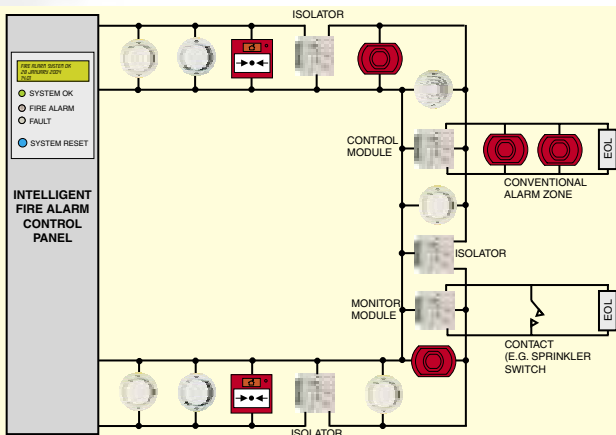 ISOLATOR
FIRE ALARM SYSTEM OK
28 JANUARY 2004
SYSTEM OK
FIRE ALARM
FAULT
SYSTEM RESET
INTELLIGENT
FIRE ALARM
CONTROL
PANEL
CONTROL
MODULE
EOL
CONVENTIONAL
ALARM ZONE
ISOLATOR
MONITOR
MODULE
EOL
CONTACT
(E.G. SPRINKLER
SWITCH
ISOLATOR